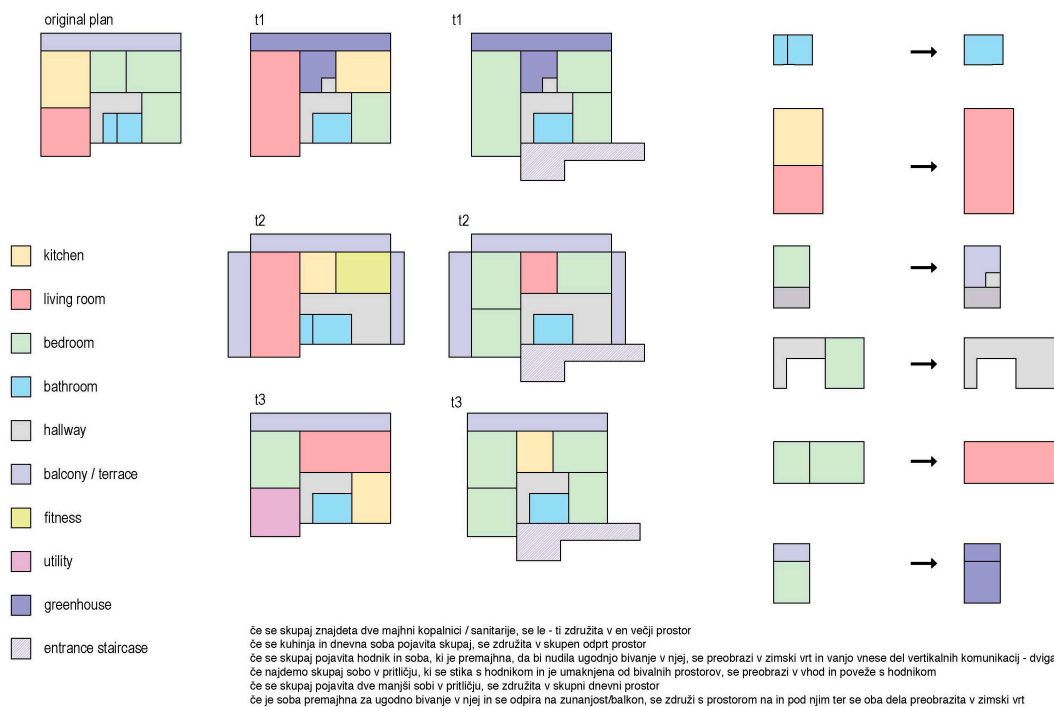 original plan
t1
t1
t2
t2
t3
t3
kitchen
living room
bedroom
bathroom
hallway
balcony / terrace
fitness
utility
greenhouse
entrance staircase
če se skupaj znajdeta dve majhni kopalnici / sanitarije, se le - ti združita v en večji prostor
če se kuhinja in dnevna soba pojavita skupaj, se združita v skupen odprt prostor
če se skupaj pojavita hodnik in soba, ki je premajhna, da bi nudila ugodnjo bivanje v njej, se preobrazi v zimski vrt in vanjo vnese del vertikalnih komunikacij - dviga
če najdemo skupaj sobo v pritličju, ki se stika s hodnikom in je umaknjena od bivalnih prostorov, se preobrazi v vhod in poveže s hodnikom
če se skupaj pojavita dve manjši sobi v pritličju, se združita v skupni dnevni prostor
če je soba premajhna za ugodno bivanje v njej in se odpira na zunanjost/balkon, se združi s prostorom na in pod njim ter se oba dela preobrazita v zimski vrt